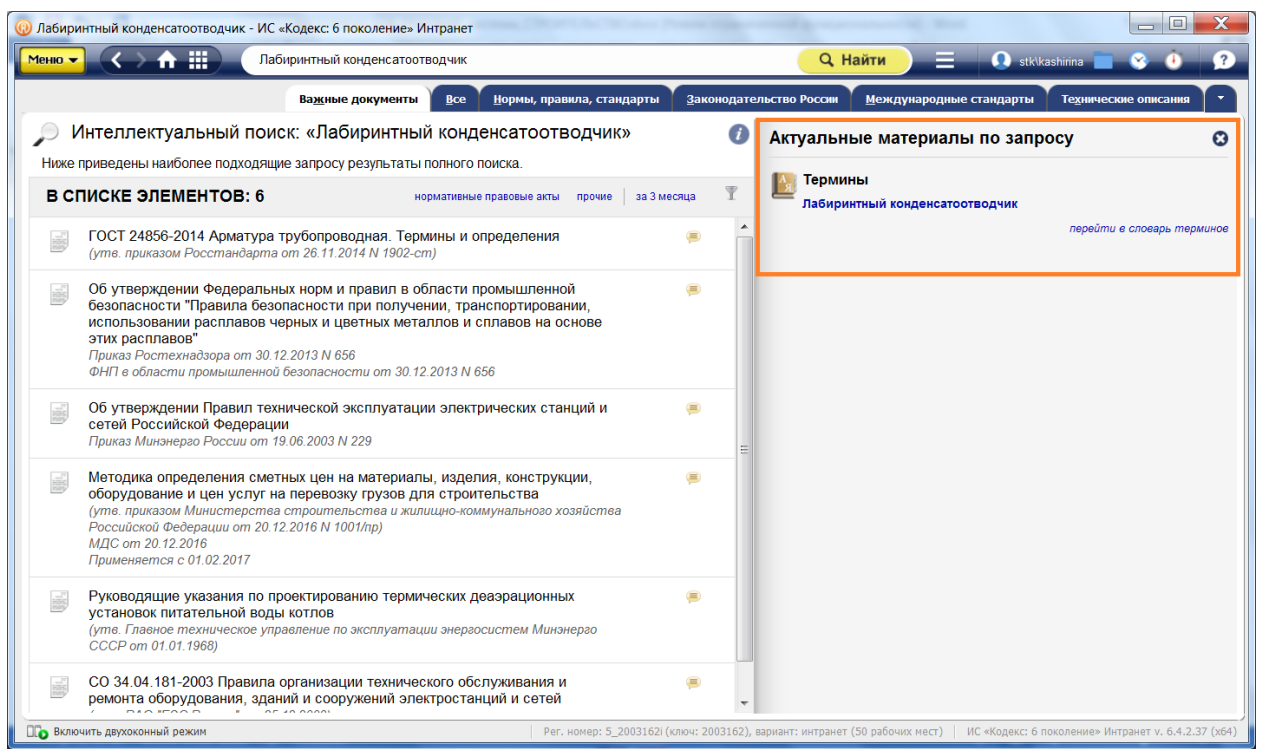 Лабиринтный конденсатоотводчик - ИС «Кодекс: 6 поколение» Интранет
Меню
Лабиринтный конденсатоотводчик
Найти
stk\kashirina
Важные документы
Все
Нормы, правила, стандарты
Законодательство России
Международные стандарты
Технические описания
Интеллектуальный поиск: «Лабиринтный конденсатоотводчик»
Ниже приведены наиболее подходящие запросу результаты полного поиска.
В СПИСКЕ ЭЛЕМЕНТОВ: 6
нормативные правовые акты прочие за 3 месяца
ГОСТ 24856-2014 Арматура трубопроводная. Термины и определения
(утв. приказом Росстандарта от 26.11.2014 N 1902-ст)
Об утверждении Федеральных норм и правил в области промышленной
безопасности "Правила безопасности при получении, транспортировании,
использовании расплавов черных и цветных металлов и сплавов на основе
этих расплавов"
Приказ Ростехнадзора от 30.12.2013 N 656
ФНП в области промышленной безопасности от 30.12.2013 N 656
Об утверждении Правил технической эксплуатации электрических станций и
сетей Российской Федерации
Приказ Минэнерго России от 19.06.2003 N 229
Методика определения сметных цен на материалы, изделия, конструкции,
оборудование и цен услуг на перевозку грузов для строительства
(утв. приказом Министерства строительства и жилищно-коммунального хозяйства
Российской Федерации от 20.12.2016 N 1001/пр)
МДС от 20.12.2016
Применяется с 01.02.2017
Руководящие указания по проектированию термических деаэрационных
установок питательной воды котлов
(утв. Главное техническое управление по эксплуатации энергосистем Минэнерго
СССР от 01.01.1968)
СО 34.04.181-2003 Правила организации технического обслуживания и
ремонта оборудования, зданий и сооружений электростанций и сетей
Актуальные материалы по запросу
Термины
Лабиринтный конденсатоотводчик
перейти в словарь терминов
Включить двухоконный режим
Рег. номер: 5_2003162i (ключ: 2003162), вариант: интранет (50 рабочих мест)
ИС «Кодекс: 6 поколение» Интранет v. 6.4.2.37 (x64)